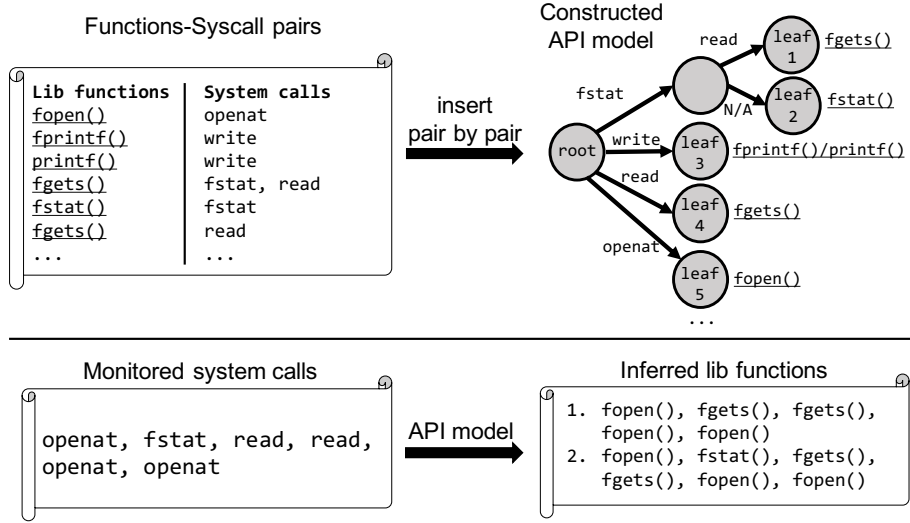 Functions-Syscall pairs
Lib functions System calls
fopen() openat
fprintf() write
printf() write
fgets() fstat, read
fstat() fstat
fgets() read
... ...
insert
pair by pair
Constructed
API model
root
fstat
read
leaf
1
fgets()
N/A
leaf
2
fstat()
write
leaf
3
fprintf()/printf()
read
leaf
4
fgets()
openat
leaf
5
fopen()
...
Monitored system calls
openat, fstat, read, read,
openat, openat
API model
Inferred lib functions
1. fopen(), fgets(), fgets(),
fopen(), fopen()
2. fopen(), fstat(), fgets(),
fgets(), fopen(), fopen()